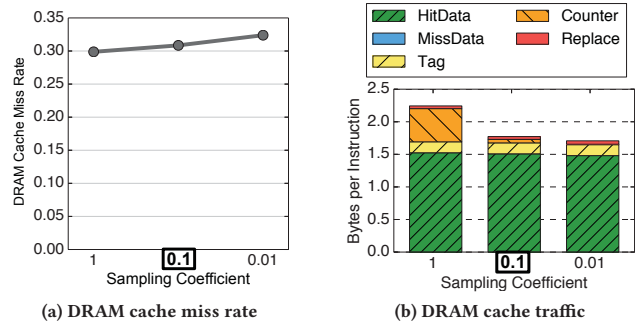 0.35
0.30
0.25
0.20
0.15
0.10
0.05
0.00
DRAM Cache Miss Rate
1
0.1
0.01
Sampling Coefficient
(a) DRAM cache miss rate
HitData
Counter
MissData
Replace
Tag
2.5
2.0
1.5
1.0
0.5
0.0
Bytes per Instruction
1
0.1
0.01
Sampling Coefficient
(b) DRAM cache traffic